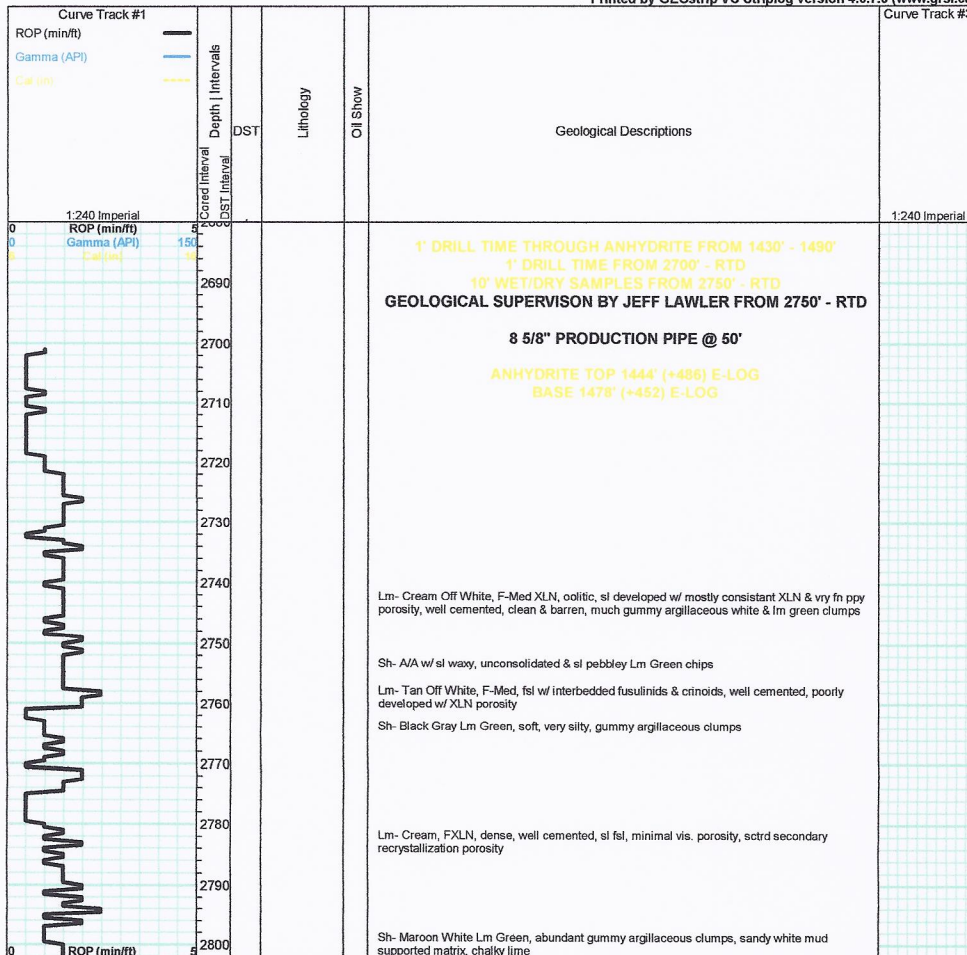 Printed by GEOstrip VC Striplog version 4.0.7.0 (www.grsi.ca
Curve Track #1
Curve Track #3
ROP (min/ft)
Gamma (API)
Cal (in)
Depth | Intervals
Cored Interval
DST Interval
DST
Lithology
Oil Show
Geological Descriptions
1:240 Imperial
1:240 Imperial
0 ROP (min/ft) 5
0 Gamma (API) 150
Cal (in) 16
2680
1' DRILL TIME THROUGH ANHYDRITE FROM 1430' - 1490'
1' DRILL TIME FROM 2700' - RTD
10' WET/DRY SAMPLES FROM 2750' - RTD
2690
GEOLOGICAL SUPERVISON BY JEFF LAWLER FROM 2750' - RTD
8 5/8" PRODUCTION PIPE @ 50'
2700
ANHYDRITE TOP 1444' (+486) E-LOG
BASE 1478' (+452) E-LOG
2710
2720
2730
2740
Lm- Cream Off White, F-Med XLN, oolitic, sl developed w/ mostly consistant XLN & vry fn ppy
porosity, well cemented, clean & barren, much gummy argillaceous white & lm green clumps
2750
Sh- A/A w/ sl waxy, unconsolidated & sl pebbley Lm Green chips
Lm- Tan Off White, F-Med, fsl w/ interbedded fusulinids & crinoids, well cemented, poorly
developed w/ XLN porosity
2760
Sh- Black Gray Lm Green, soft, very silty, gummy argillaceous clumps
2770
2780
Lm- Cream, FXLN, dense, well cemented, sl fsl, minimal vis. porosity, sctrd secondary
recrystallization porosity
2790
Sh- Maroon White Lm Green, abundant gummy argillaceous clumps, sandy white mud
supported matrix, chalky lime
2800
0 ROP (min/ft) 5